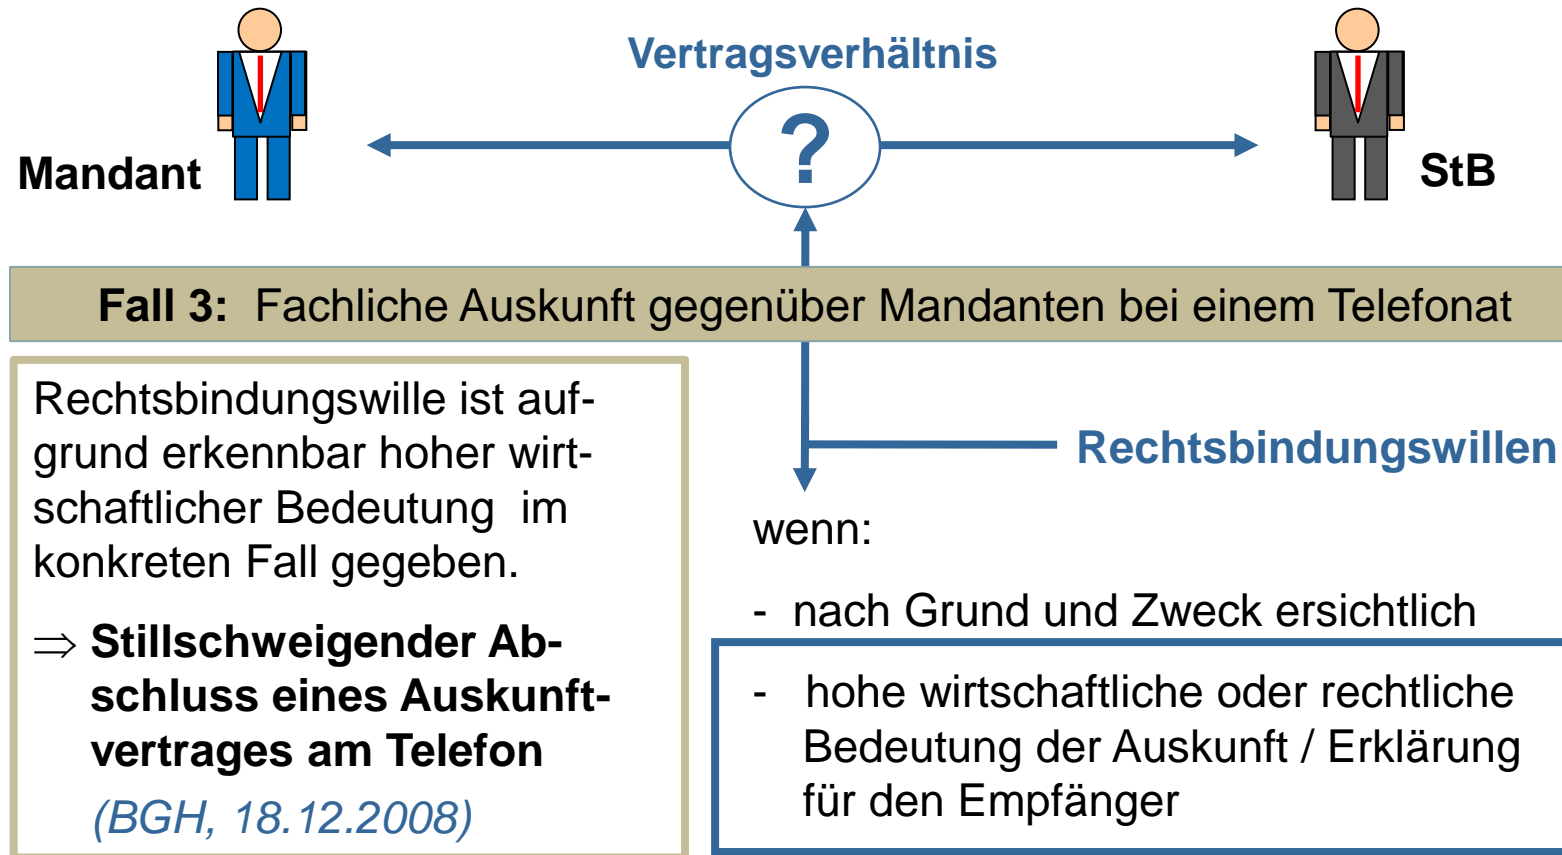 Vertragsverhältnis
?
Mandant
StB
Fall 3: Fachliche Auskunft gegenüber Mandanten bei einem Telefonat
Rechtsbindungswille ist auf-
grund erkennbar hoher wirt-
schaftlicher Bedeutung im
konkreten Fall gegeben.
⇒ Stillschweigender Ab-
schluss eines Auskunft-
vertrages am Telefon
(BGH, 18.12.2008)
Rechtsbindungswillen
wenn:
- nach Grund und Zweck ersichtlich
- hohe wirtschaftliche oder rechtliche
Bedeutung der Auskunft / Erklärung
für den Empfänger